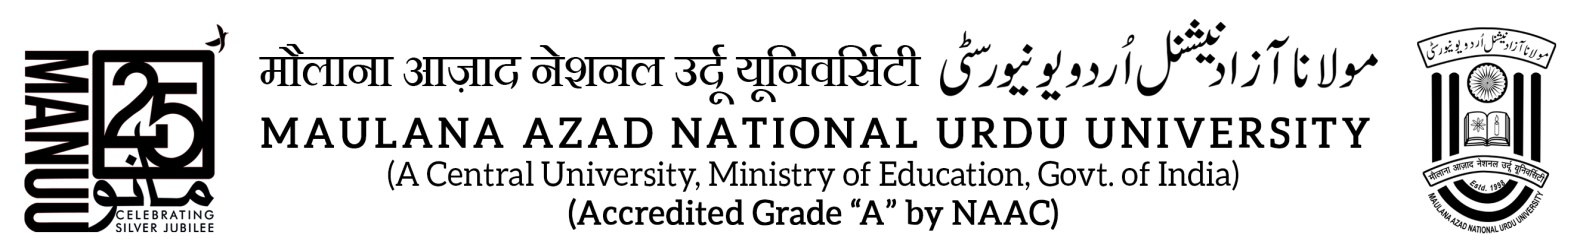 MANUU
25
مانو
CELEBRATING
SILVER JUBILEE
मौलाना आज़ाद नेशनल उर्दू यूनिवर्सिटी مولانا آزاد نیشنل اُردو یونیورسٹی
MAULANA AZAD NATIONAL URDU UNIVERSITY
(A Central University, Ministry of Education, Govt. of India)
(Accredited Grade “A” by NAAC)
مولانا آزاد نیشنل اُردو یونیورسٹی
मौलाना आज़ाद नेशनल उर्दू यूनिवर्सिटी
Estd. 1998
MAULANA AZAD NATIONAL URDU UNIVERSITY